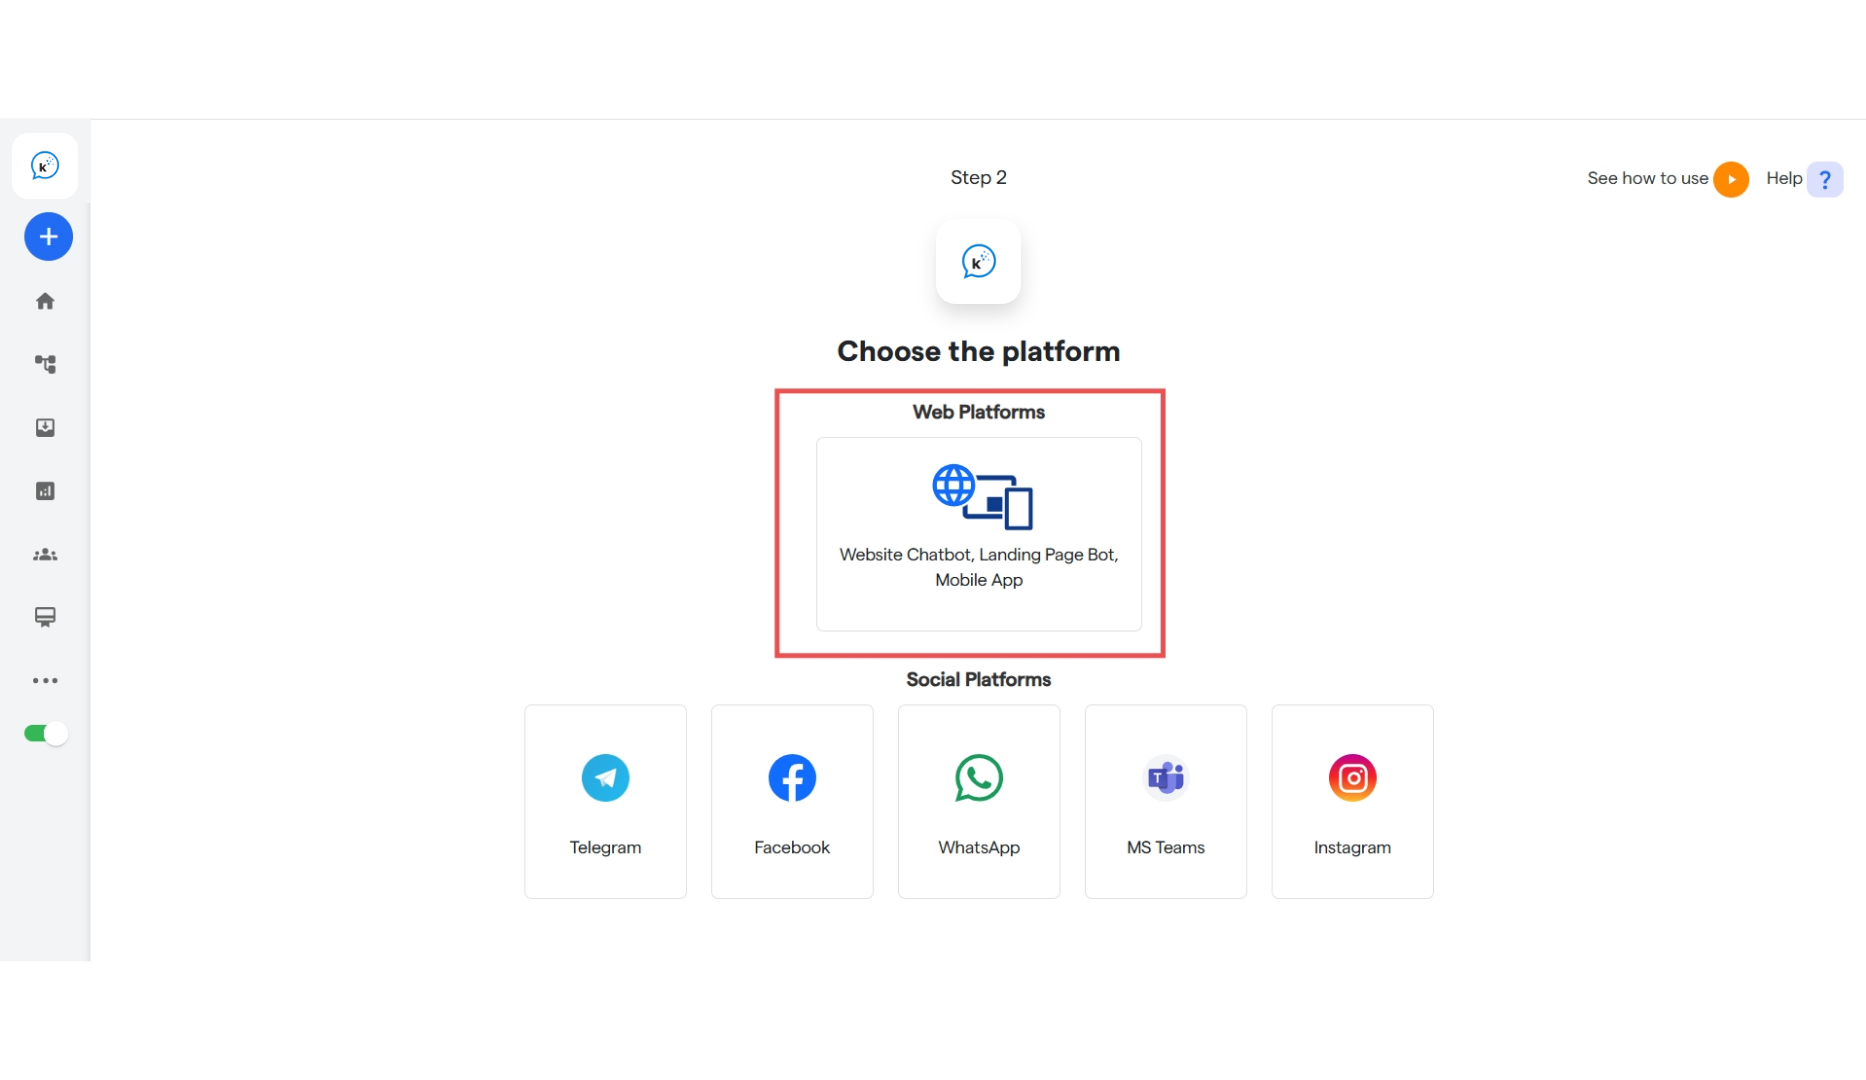 Step 2
See how to use
Help ?
k
k
Choose the platform
Web Platforms
Website Chatbot, Landing Page Bot,
Mobile App
Social Platforms
T
Telegram
Facebook
WhatsApp
MS Teams
Instagram